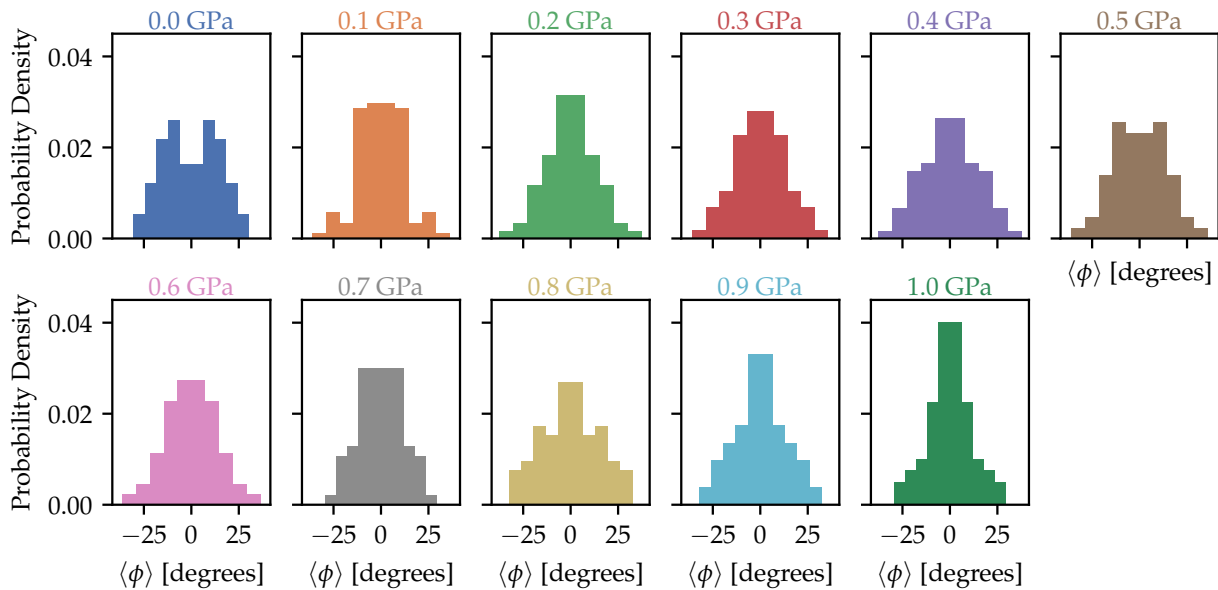 0.0 GPa 0.1 GPa 0.2 GPa 0.3 GPa 0.4 GPa 0.5 GPa
Probability Density
0.04
0.02
0.00
⟨ϕ⟩ [degrees]
0.6 GPa 0.7 GPa 0.8 GPa 0.9 GPa 1.0 GPa
Probability Density
0.04
0.02
0.00
−25 0 25 −25 0 25 −25 0 25 −25 0 25 −25 0 25
⟨ϕ⟩ [degrees] ⟨ϕ⟩ [degrees] ⟨ϕ⟩ [degrees] ⟨ϕ⟩ [degrees] ⟨ϕ⟩ [degrees]